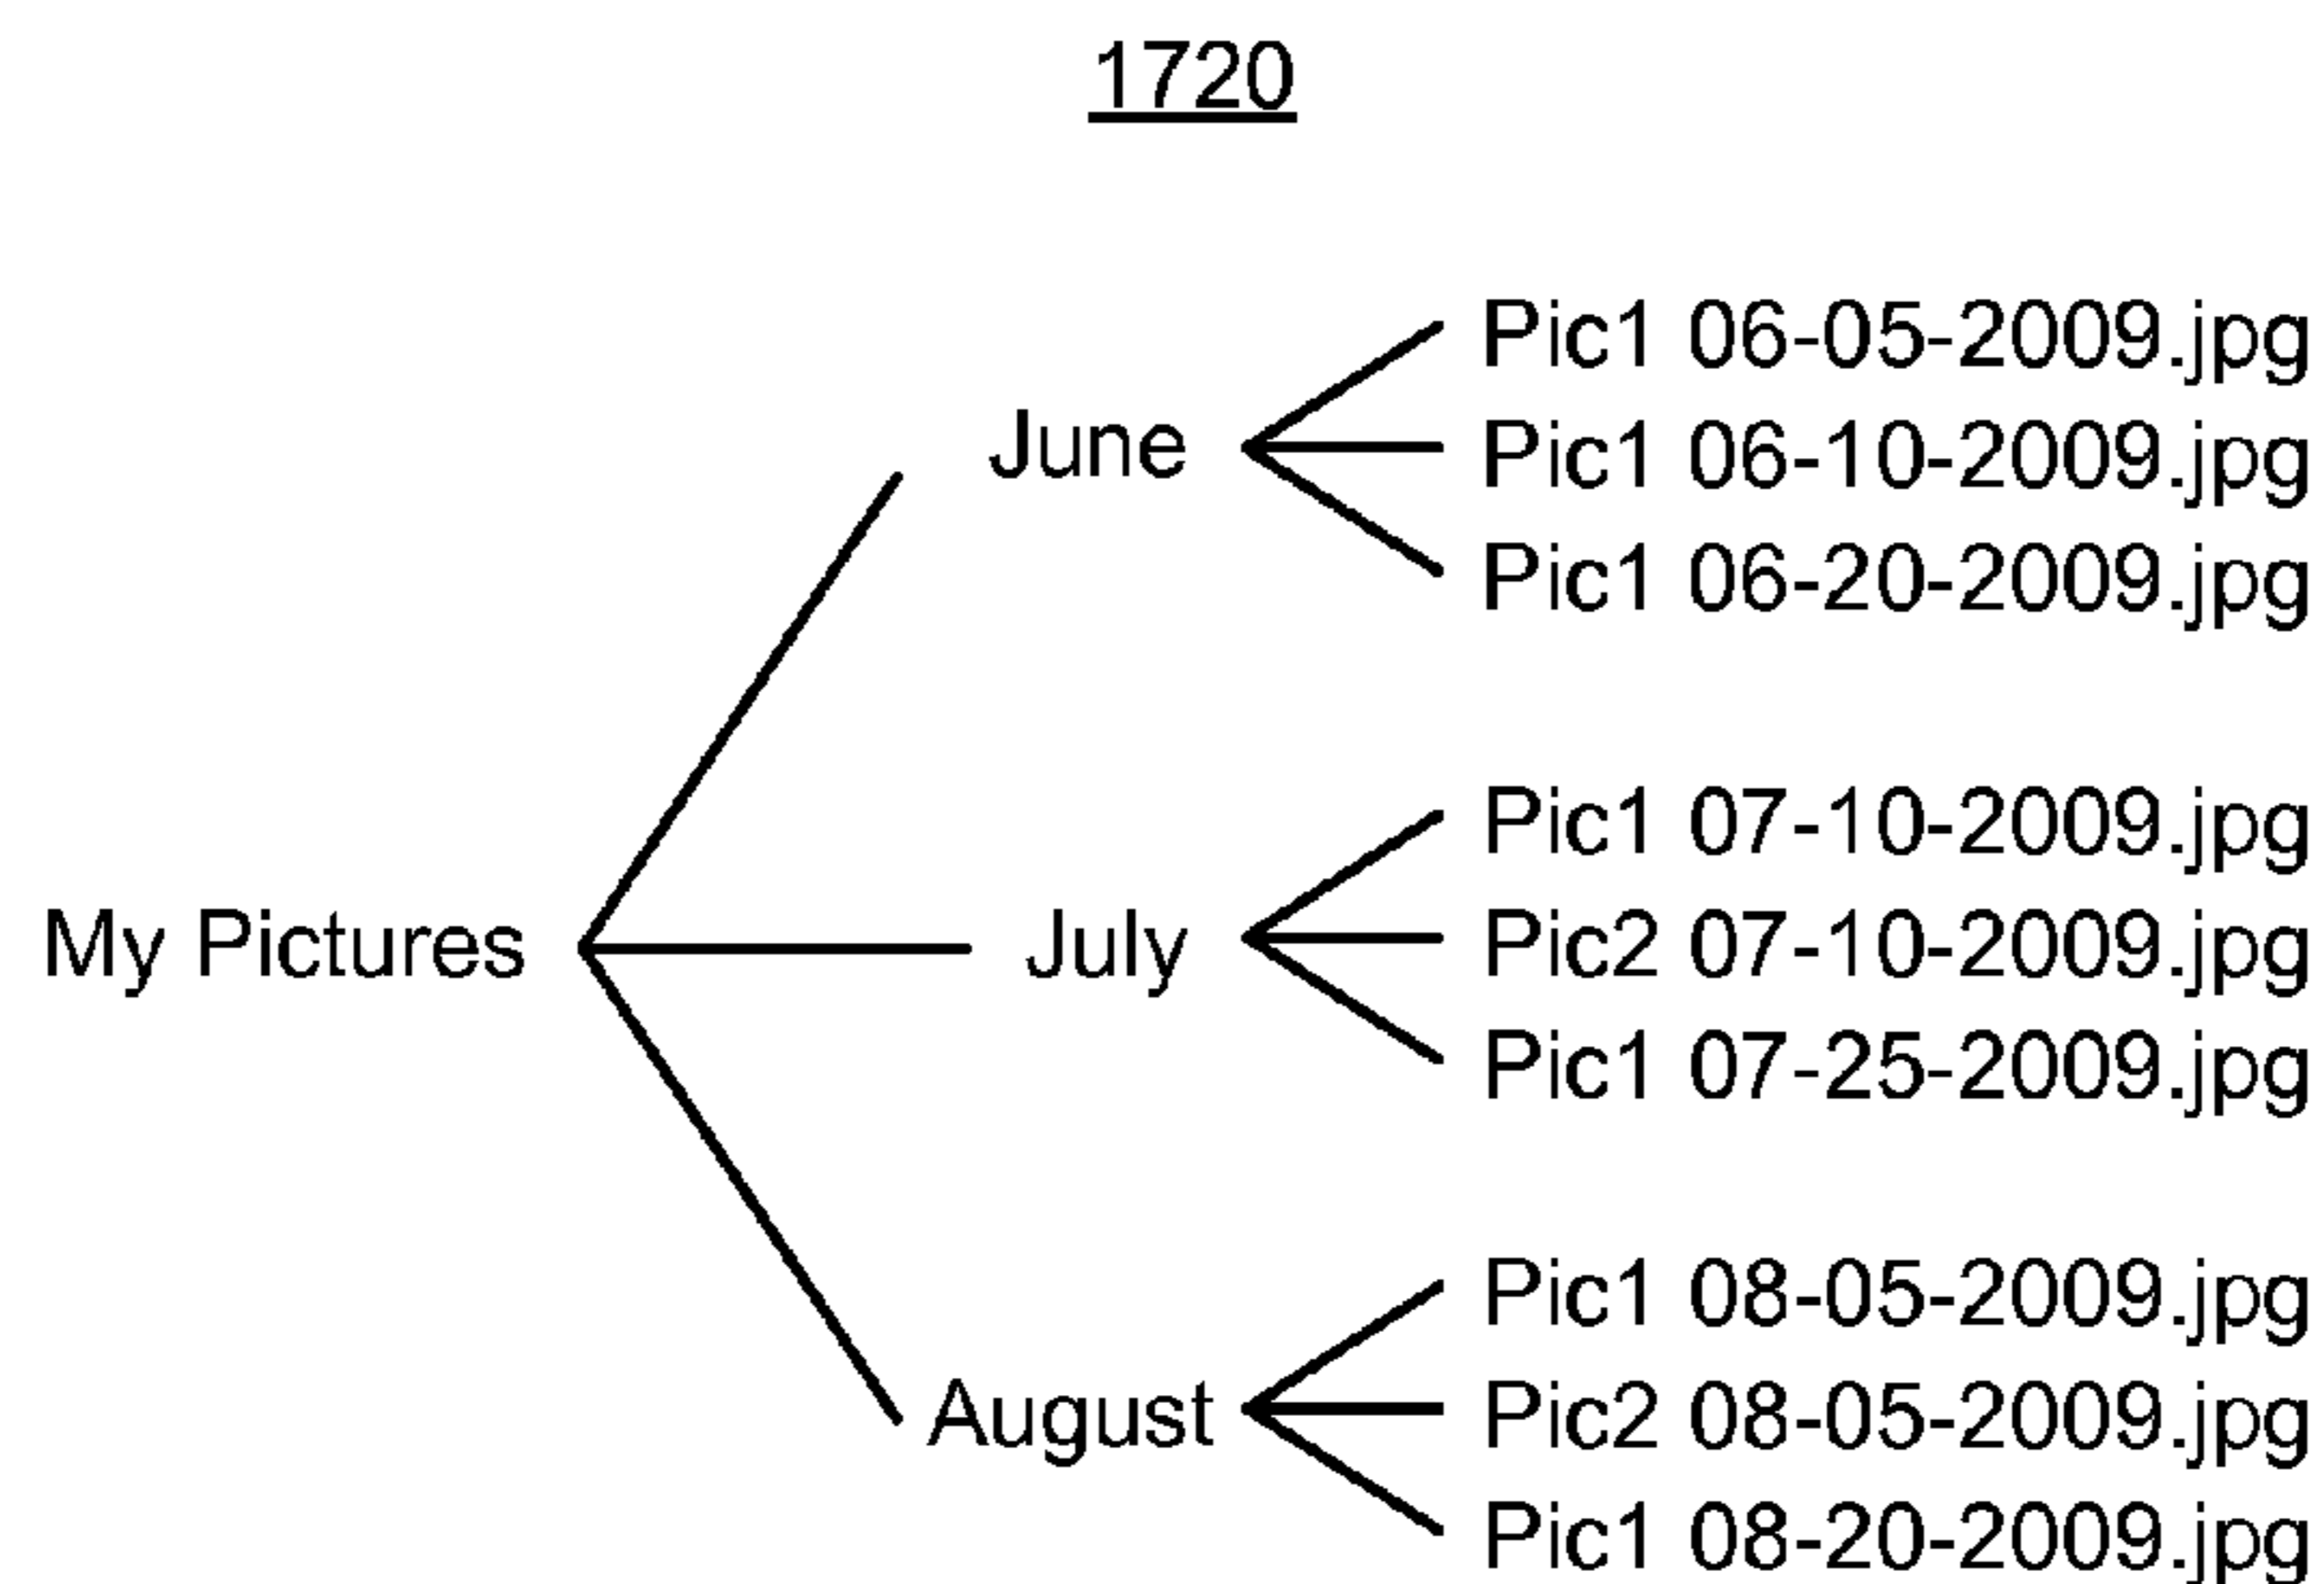 1720
Pic1 06-05-2009.jpg
June
Pic1 06-10-2009.jpg
Pic1 06-20-2009.jpg
Pic1 07-10-2009.jpg
My Pictures
July
Pic2 07-10-2009.jpg
Pic1 07-25-2009.jpg
Pic1 08-05-2009.jpg
August
Pic2 08-05-2009.jpg
Pic1 08-20-2009.jpg